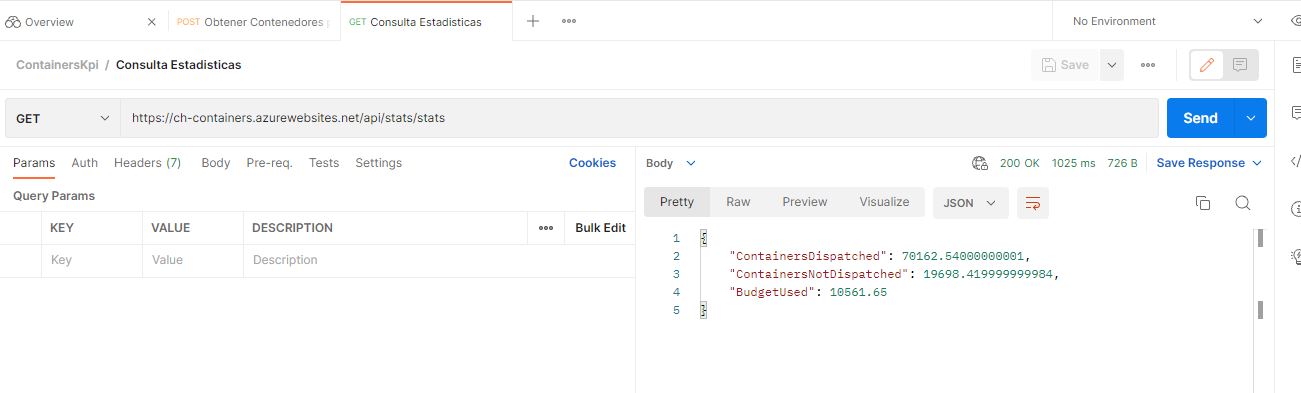 Overview
POST Obtener Contenedores p
GET Consulta Estadisticas
No Environment
ContainersKpi / Consulta Estadisticas
Save
GET
https://ch-containers.azurewebsites.net/api/stats/stats
Send
Params Auth Headers (7) Body Pre-req. Tests Settings Cookies
Query Params
KEY VALUE DESCRIPTION Bulk Edit
Key Value Description
Body 200 OK 1025 ms 726 B Save Response
Pretty Raw Preview Visualize JSON
1 {
2 "ContainersDispatched": 70162.54000000001,
3 "ContainersNotDispatched": 19698.419999999984,
4 "BudgetUsed": 10561.65
5 }